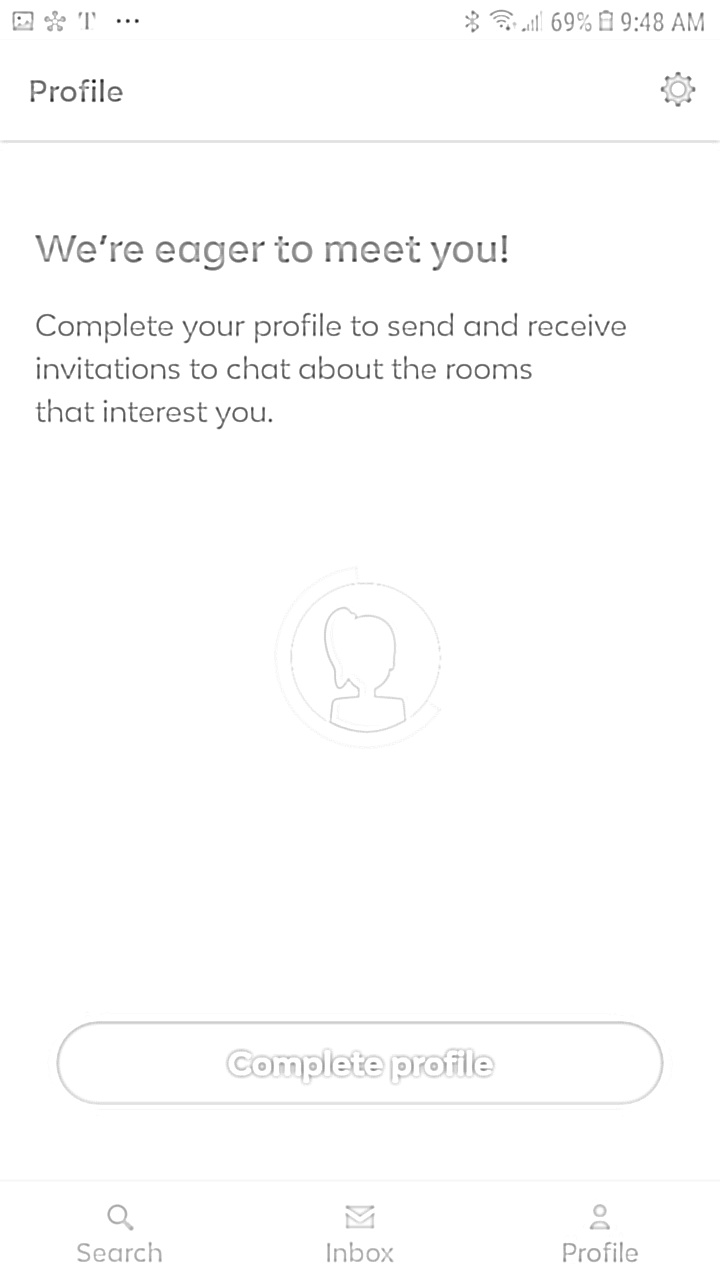 69% 9:48 AM
Profile
We're eager to meet you!
Complete your profile to send and receive
invitations to chat about the rooms
that interest you.
Complete profile
Search Inbox Profile